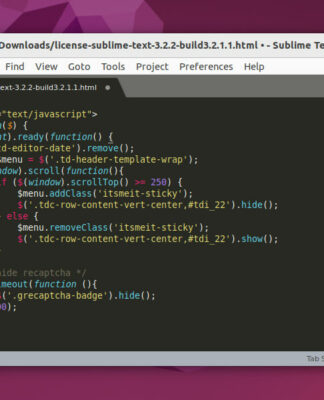 Downloads/license-sublime-text-3.2.2-build3.2.1.1.html • - Sublime Te
Find View Goto Tools Project Preferences Help
ext-3.2.2-build3.2.1.1.html
="text/javascript">
($) {
).ready(function() {
d-editor-date').remove();
$menu = $('.td-header-template-wrap');
ndow).scroll(function(){
f ($(window).scrollTop() >= 250) {
$menu.addClass('itsmeit-sticky');
$('.tdc-row-content-vert-center,#tdi_22').hide();
else {
$menu.removeClass('itsmeit-sticky');
$('.tdc-row-content-vert-center,#tdi_22').show();
hide recaptcha */
imeout(function (){
$('.grecaptcha-badge').hide();
00);
Tab S